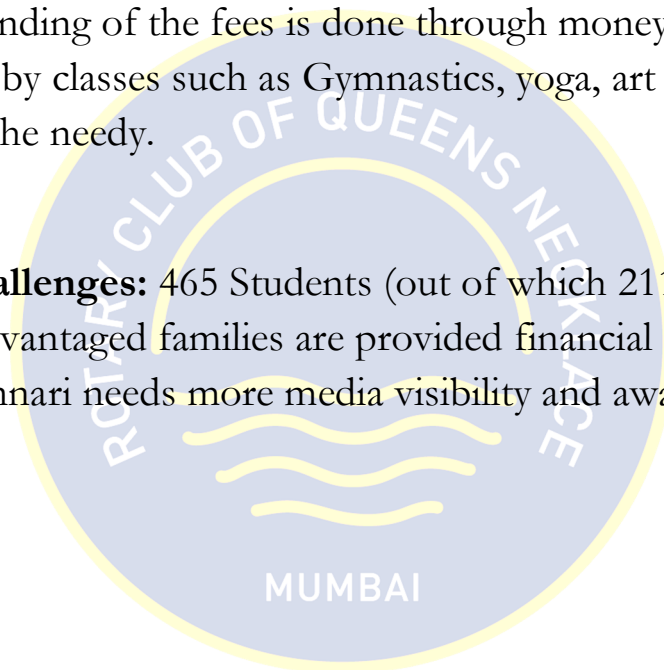 nding of the fees is done through money
by classes such as Gymnastics, yoga, art
he needy.
allenges: 465 Students (out of which 211
vantaged families are provided financial
nnari needs more media visibility and awa
ROTARY CLUB OF QUEENS NECKLACE
MUMBAI